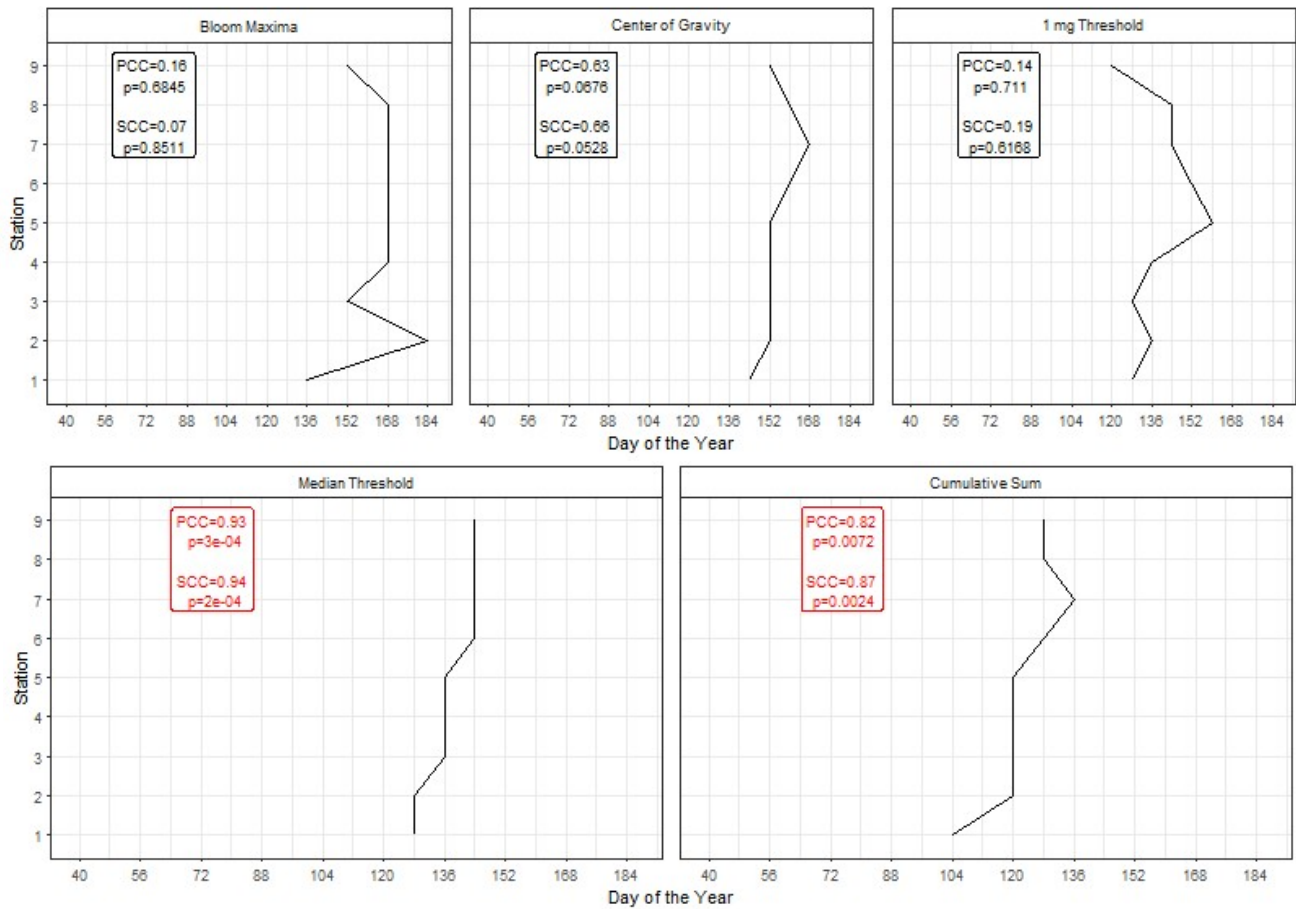 Bloom Maxima
Center of Gravity
1 mg Threshold
PCC=0.16
p=0.6845
SCC=0.07
p=0.8511
PCC=0.63
p=0.0676
SCC=0.66
p=0.0528
PCC=0.14
p=0.711
SCC=0.19
p=0.6168
Station
9
8
7
6
5
4
3
2
1
40 56 72 88 104 120 136 152 168 184
40 56 72 88 104 120 136 152 168 184
40 56 72 88 104 120 136 152 168 184
Day of the Year
Median Threshold
Cumulative Sum
PCC=0.93
p=3e-04
SCC=0.94
p=2e-04
PCC=0.82
p=0.0072
SCC=0.87
p=0.0024
Station
9
8
7
6
5
4
3
2
1
40 56 72 88 104 120 136 152 168 184
40 56 72 88 104 120 136 152 168 184
Day of the Year